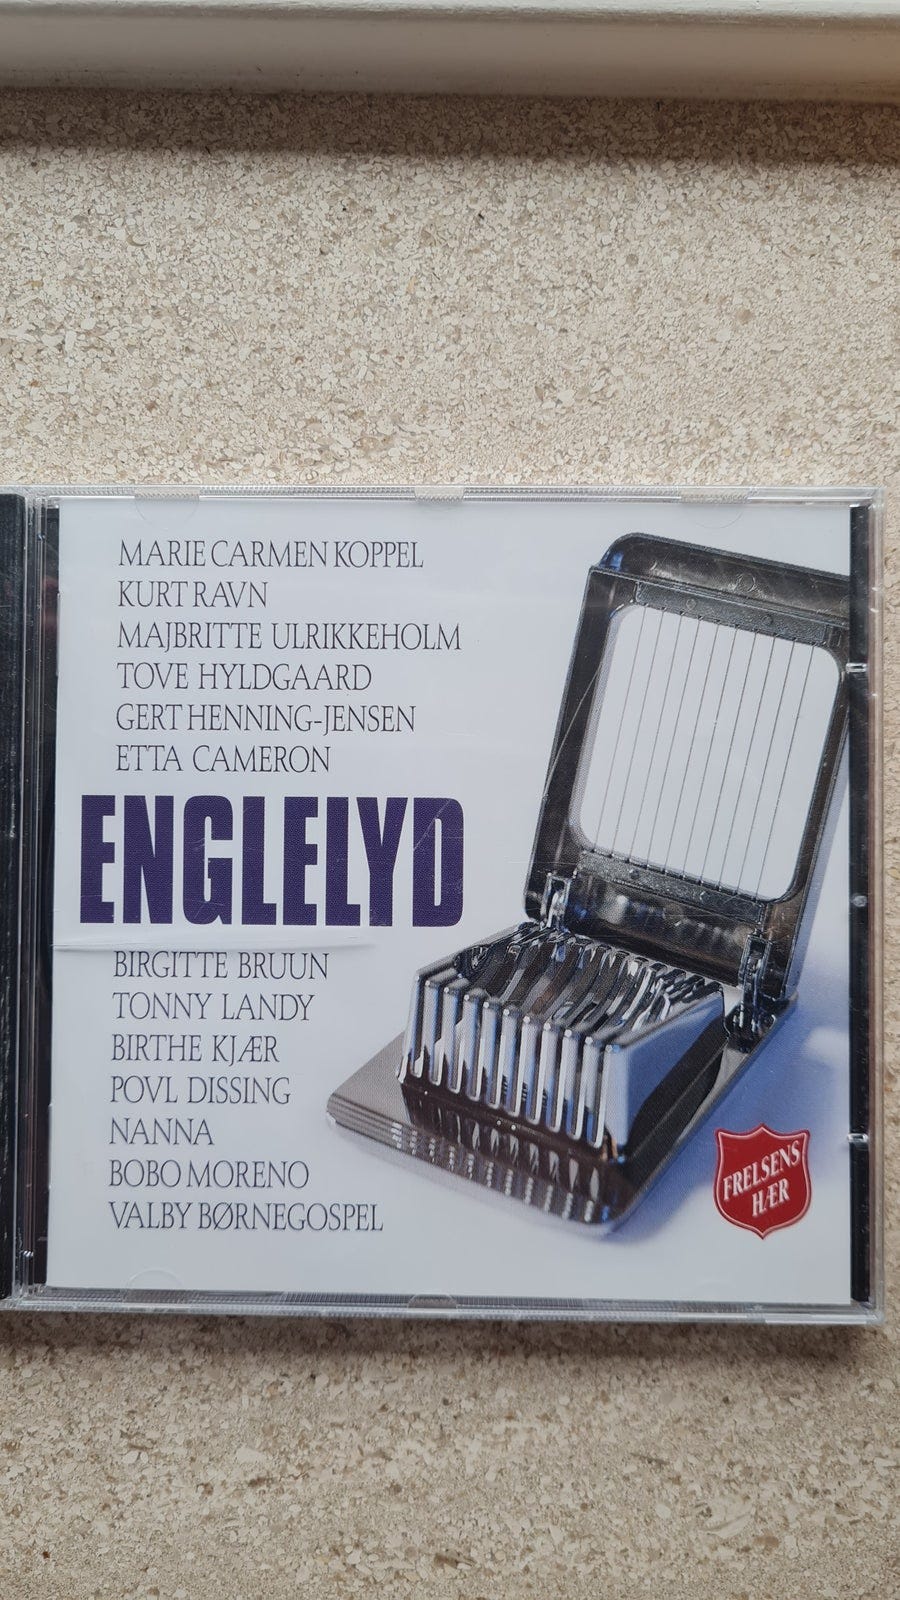 MARIE CARMEN KOPPEL
KURT RAVN
MAJBRITTE ULRIKKEHOLM
TOVE HYLDGAARD
GERT HENNING-JENSEN
ETTA CAMERON
ENGLELYD
BIRGITTE BRUUN
TONNY LANDY
BIRTHE KJÆR
POVL DISSING
NANNA
BOBO MORENO
VALBY BØRNEGOSPEL
FRELSENS
HÆR